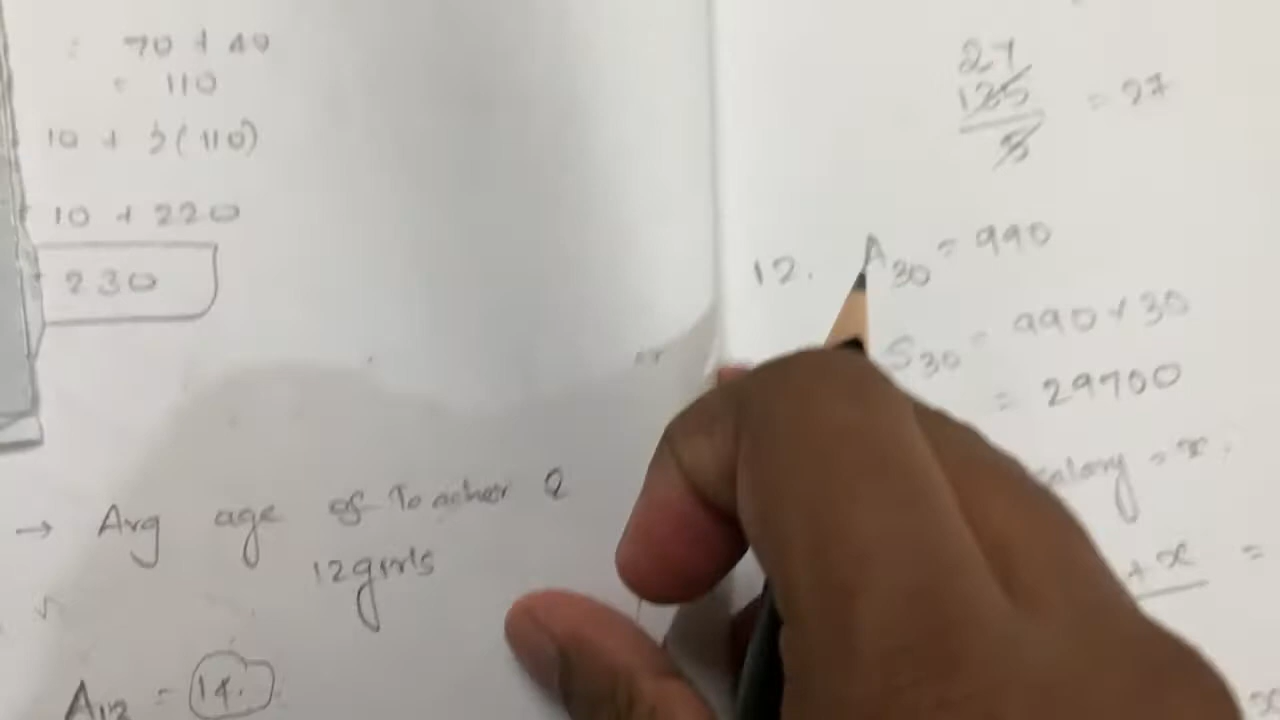 : 70 + 40
= 110
10 + 2(110)
10 + 220
230
→ Avg age of Teacher &
12 girls
A12 = 14.
27
135
5
= 27
12. A30 = 990
S30 = 990 × 30
= 29700
salary = x.
+ x =
x